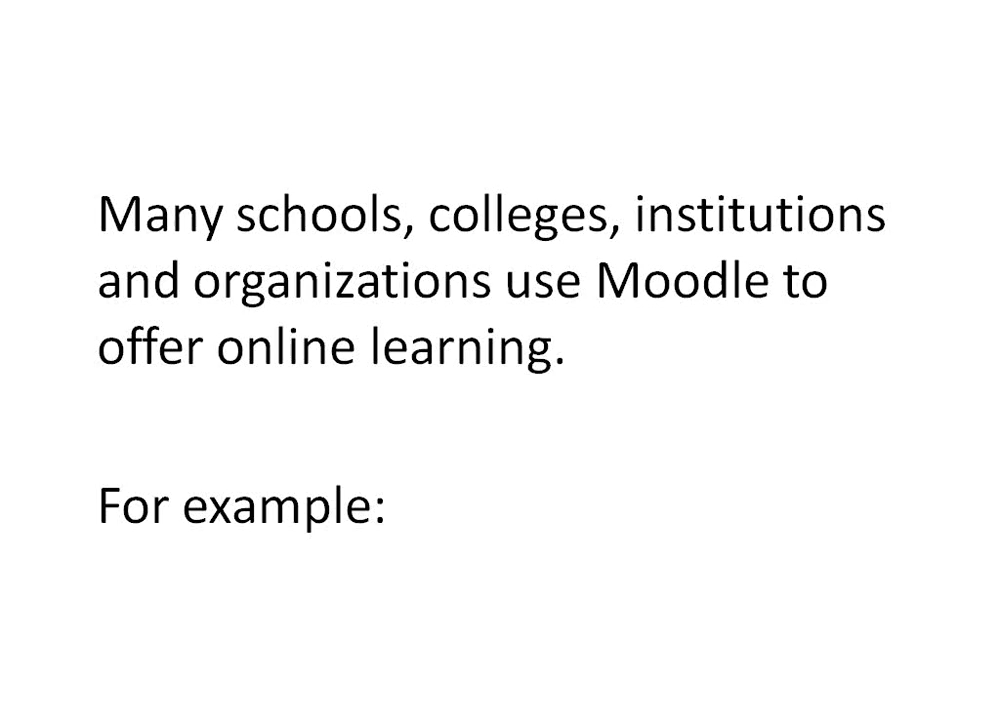 Many schools, colleges, institutions
and organizations use Moodle to
offer online learning.
For example: